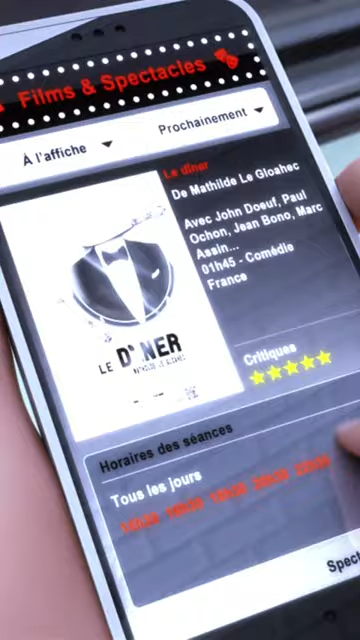 Films & Spectacles
À l'affiche
Prochainement
Le dîner
De Mathilde Le Gloahec
Avec John Doeuf, Paul
Ochon, Jean Bono, Marc
Assin...
01h45 - Comédie
France
LE DÎNER
Critiques
Horaires des séances
Tous les jours
Spect